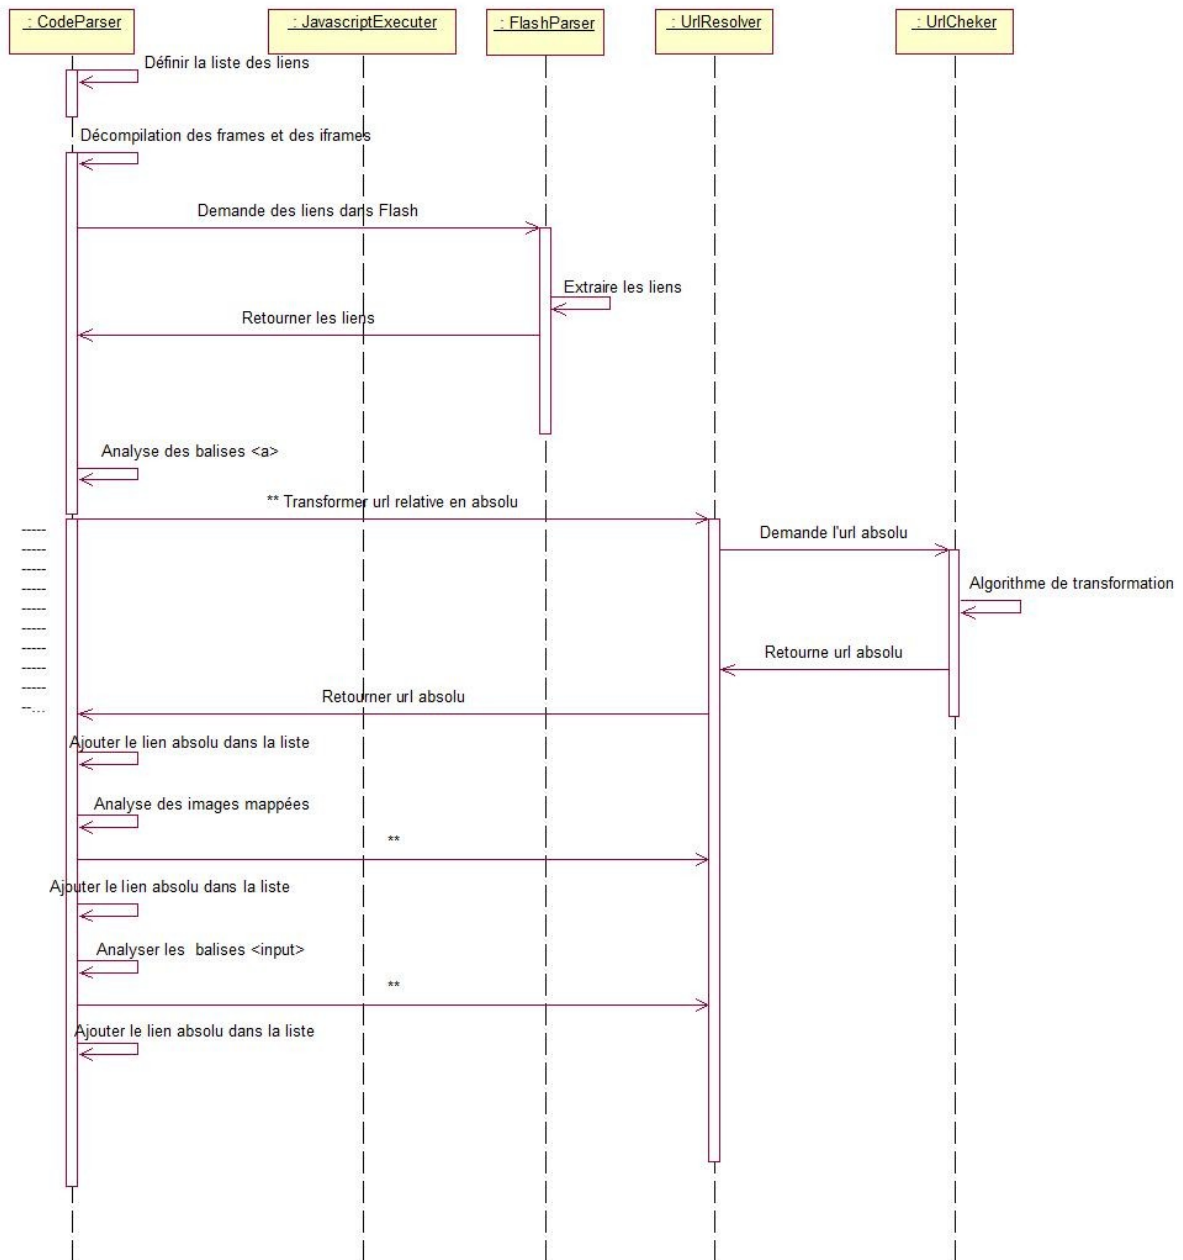 : CodeParser
: JavascriptExecuter
: FlashParser
: UrlResolver
: UrlCheker
Définir la liste des liens
Décompilation des frames et des iframes
Demande des liens dans Flash
Extraire les liens
Retourner les liens
Analyse des balises <a>
** Transformer url relative en absolu
-----
Demande l'url absolu
-----
-----
Algorithme de transformation
-----
-----
-----
-----
Retourne url absolu
-----
-----
Retourner url absolu
--...
Ajouter le lien absolu dans la liste
Analyse des images mappées
**
Ajouter le lien absolu dans la liste
Analyser les  balises <input>
**
Ajouter le lien absolu dans la liste